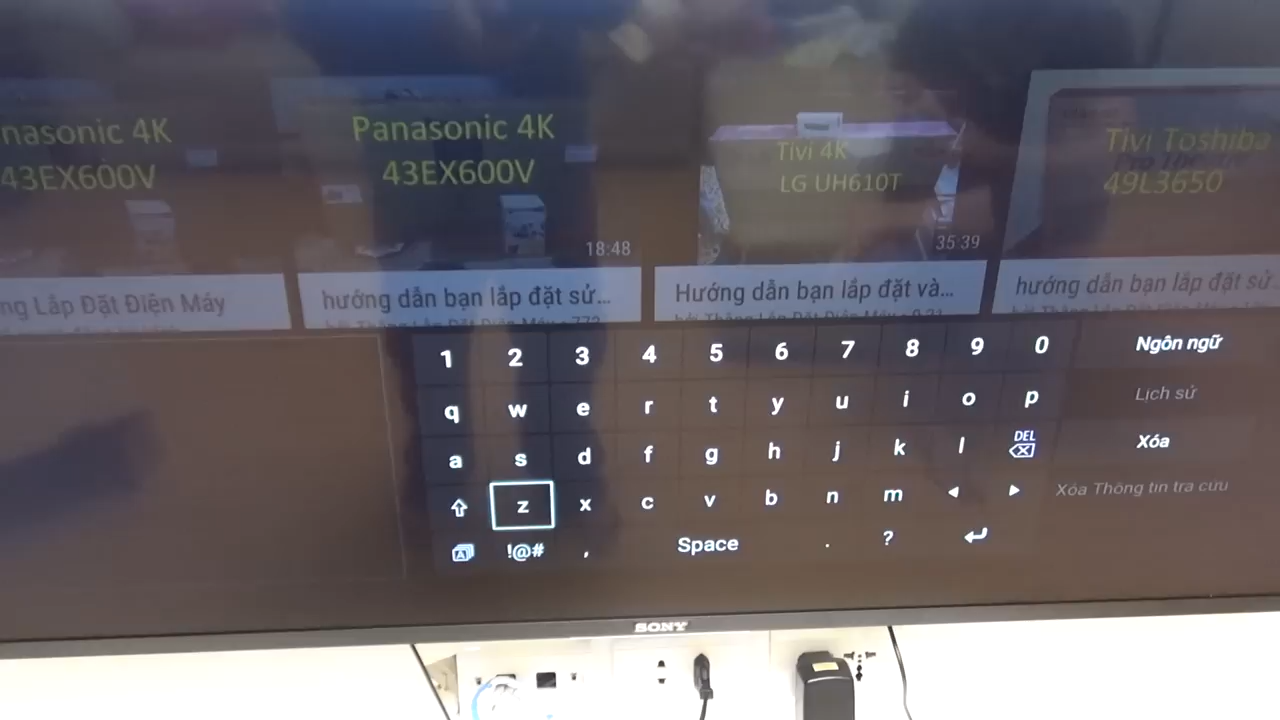 nasonic 4K
43EX600V
ng Lắp Đặt Điện Máy
Panasonic 4K
43EX600V
18:48
hướng dẫn bạn lắp đặt sử...
Tivi 4K
LG UH610T
35:39
Hướng dẫn bạn lắp đặt và...
Tivi Toshiba
49L3650
hướng dẫn bạn lắp đặt sử
1 2 3 4 5 6 7 8 9 0 Ngôn ngữ
q w e r t y u i o p Lịch sử
a s d f g h j k l DEL Xóa
z x c v b n m Xóa Thông tin tra cứu
!@# , Space . ?
SONY